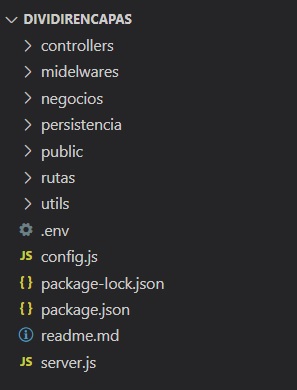 DIVIDIRENCAPAS
controllers
midelwares
negocios
persistencia
public
rutas
utils
.env
JS config.js
{} package-lock.json
{} package.json
readme.md
JS server.js